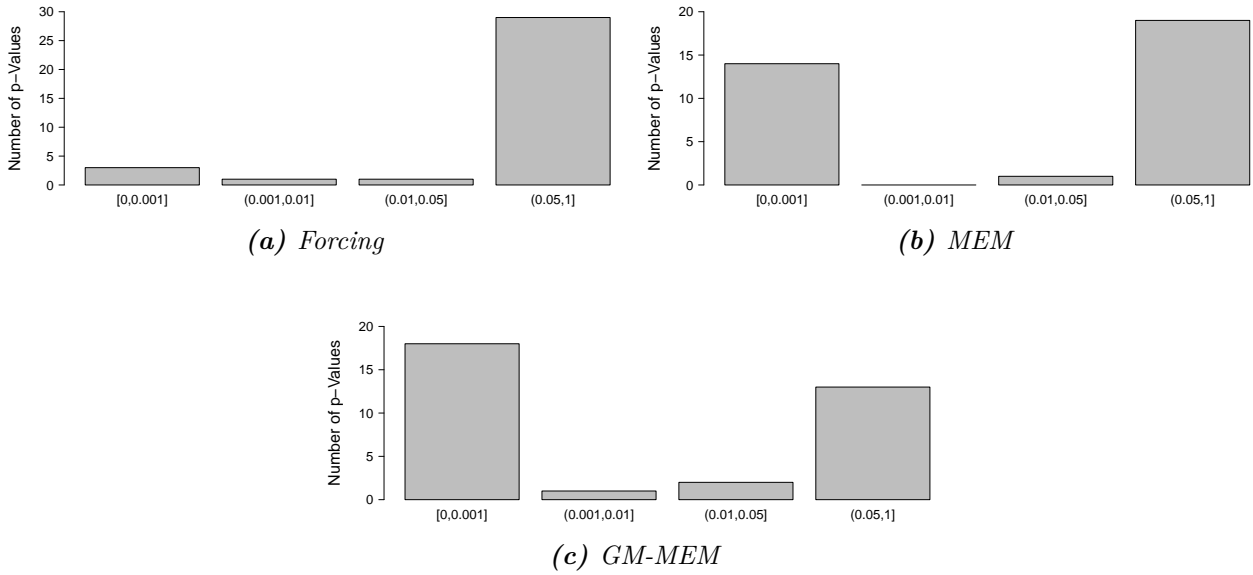 Number of p−Values
30
25
20
15
10
5
0
[0,0.001] (0.001,0.01] (0.01,0.05] (0.05,1]
(a) Forcing
Number of p−Values
20
15
10
5
0
[0,0.001] (0.001,0.01] (0.01,0.05] (0.05,1]
(b) MEM
Number of p−Values
20
15
10
5
0
[0,0.001] (0.001,0.01] (0.01,0.05] (0.05,1]
(c) GM-MEM